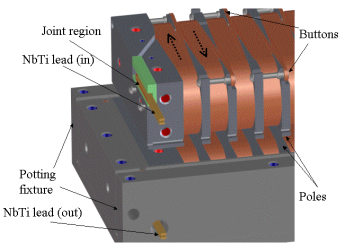 Joint region
NbTi lead (in)
Buttons
Potting
fixture
Poles
NbTi lead (out)